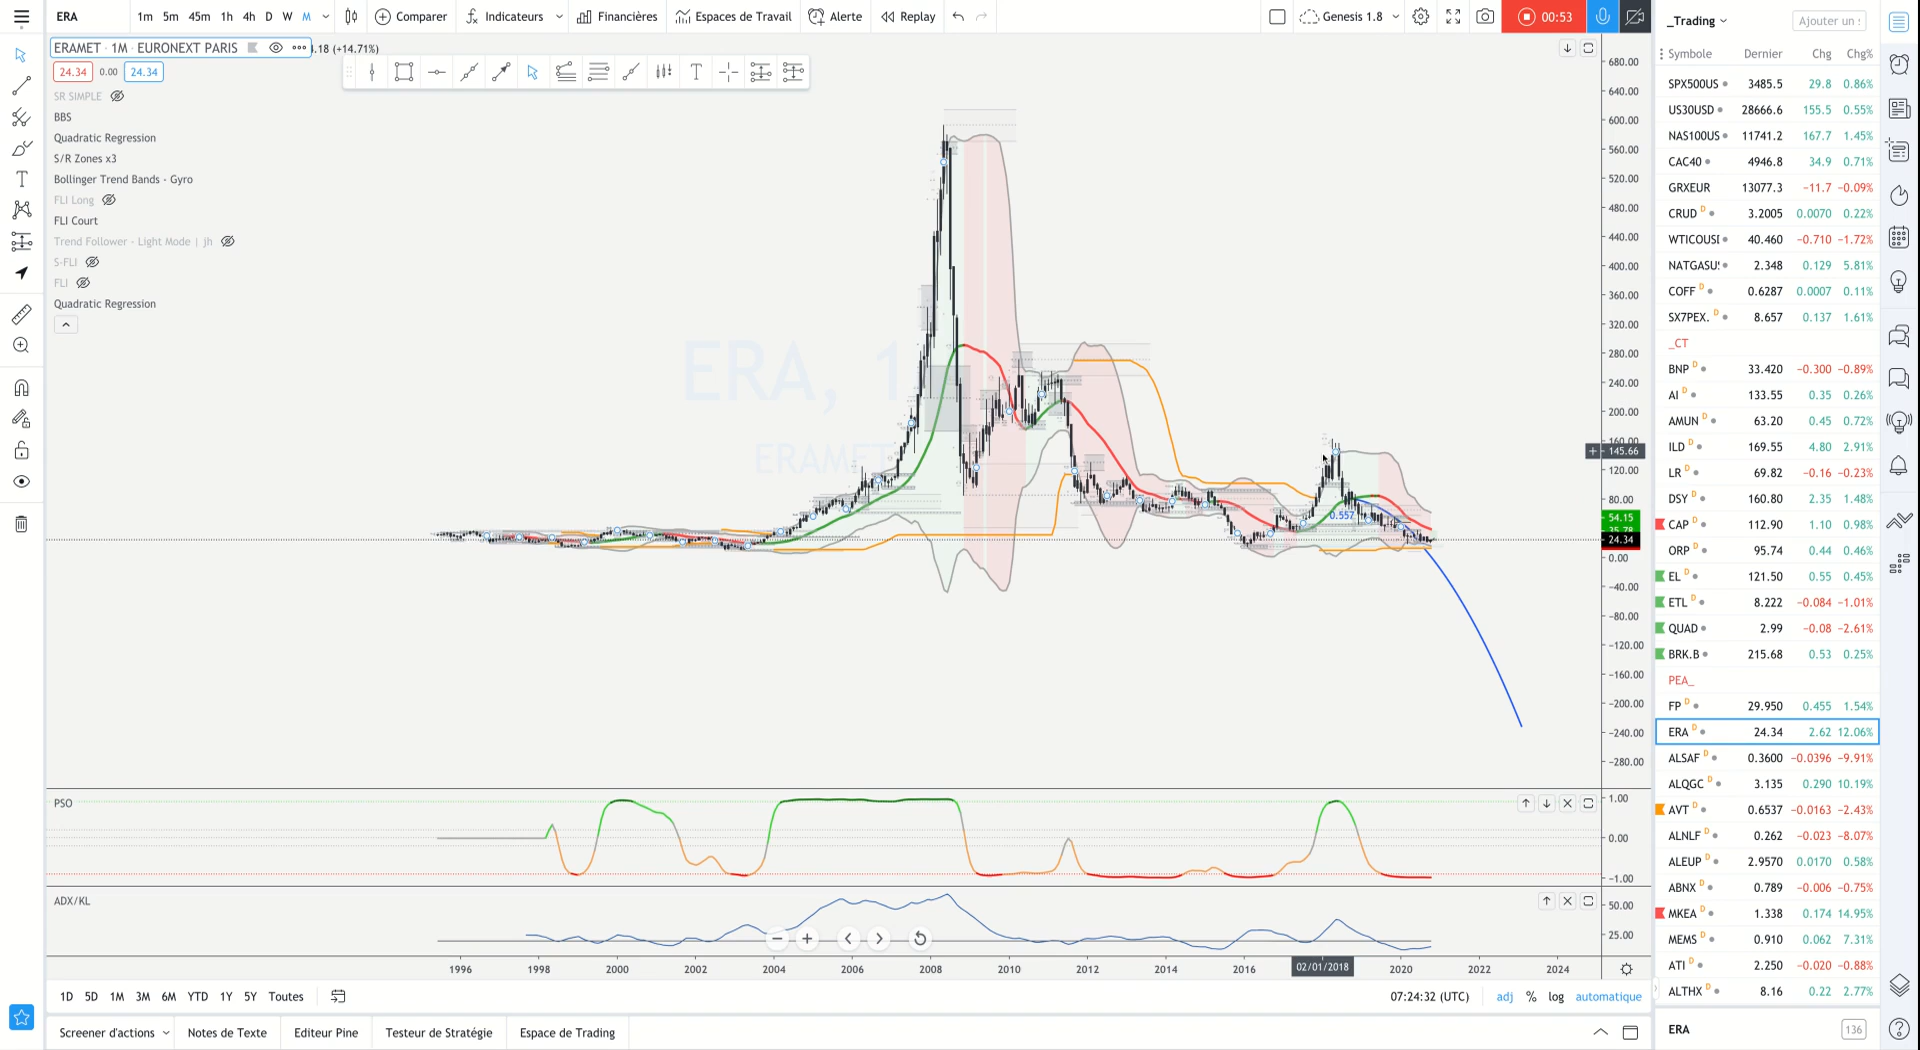 ERA 1m 5m 45m 1h 4h D W M Comparer Indicateurs Financières Espaces de Travail Alerte Replay Genesis 1.8 00:53
ERAMET · 1M · EURONEXT PARIS .18 (+14.71%)
24.34 0.00 24.34
SR SIMPLE
BBS
Quadratic Regression
S/R Zones x3
Bollinger Trend Bands - Gyro
FLI Long
FLI Court
Trend Follower - Light Mode | jh
S-FLI
FLI
Quadratic Regression
ERA, 1
ERAMET
0.557
680.00
640.00
600.00
560.00
520.00
480.00
440.00
400.00
360.00
320.00
280.00
240.00
200.00
160.00
145.66
120.00
80.00
54.15
35.78
24.34
0.00
−40.00
−80.00
−120.00
−160.00
−200.00
−240.00
−280.00
PSO
1.00
0.00
−1.00
ADX/KL
50.00
25.00
1996 1998 2000 2002 2004 2006 2008 2010 2012 2014 2016 02/01/2018 2020 2022 2024
1D 5D 1M 3M 6M YTD 1Y 5Y Toutes 07:24:32 (UTC) adj % log automatique
Screener d'actions Notes de Texte Editeur Pine Testeur de Stratégie Espace de Trading
_Trading Ajouter un s
Symbole Dernier Chg Chg%
SPX500US 3485.5 29.8 0.86%
US30USD 28666.6 155.5 0.55%
NAS100US 11741.2 167.7 1.45%
CAC40 4946.8 34.9 0.71%
GRXEUR 13077.3 −11.7 −0.09%
CRUD D 3.2005 0.0070 0.22%
WTICOUSD 40.460 −0.710 −1.72%
NATGASUS 2.348 0.129 5.81%
COFF D 0.6287 0.0007 0.11%
SX7PEX. D 8.657 0.137 1.61%
_CT
BNP D 33.420 −0.300 −0.89%
AI D 133.55 0.35 0.26%
AMUN D 63.20 0.45 0.72%
ILD D 169.55 4.80 2.91%
LR D 69.82 −0.16 −0.23%
DSY D 160.80 2.35 1.48%
CAP D 112.90 1.10 0.98%
ORP D 95.74 0.44 0.46%
EL D 121.50 0.55 0.45%
ETL D 8.222 −0.084 −1.01%
QUAD 2.99 −0.08 −2.61%
BRK.B 215.68 0.53 0.25%
PEA_
FP D 29.950 0.455 1.54%
ERA D 24.34 2.62 12.06%
ALSAF D 0.3600 −0.0396 −9.91%
ALQGC D 3.135 0.290 10.19%
AVT D 0.6537 −0.0163 −2.43%
ALNLF D 0.262 −0.023 −8.07%
ALEUP D 2.9570 0.0170 0.58%
ABNX D 0.789 −0.006 −0.75%
MKEA D 1.338 0.174 14.95%
MEMS D 0.910 0.062 7.31%
ATI D 2.250 −0.020 −0.88%
ALTHX D 8.16 0.22 2.77%
ERA 136